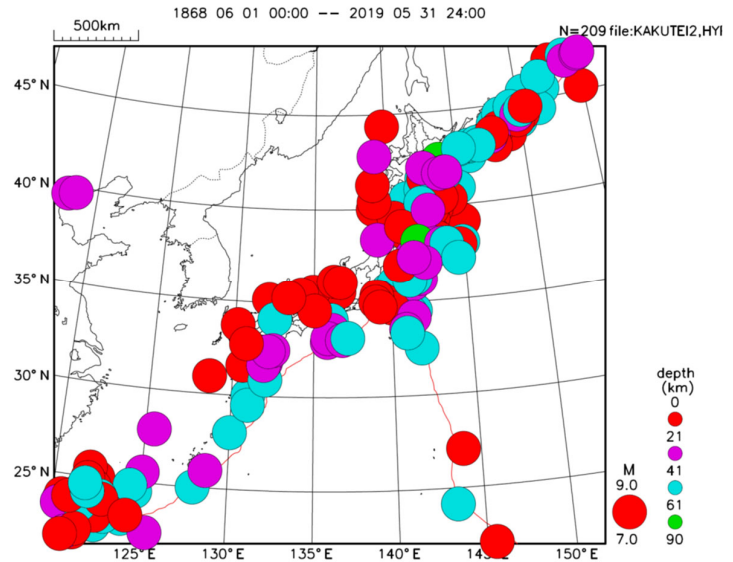 1868 06 01 00:00 -- 2019 05 31 24:00
500km
N=209 file:KAKUTEI2,HYI
45° N
40° N
35° N
30° N
25° N
125°E
130°E
135°E
140°E
145°E
150°E
depth
(km)
0
21
41
61
90
M
9.0
7.0